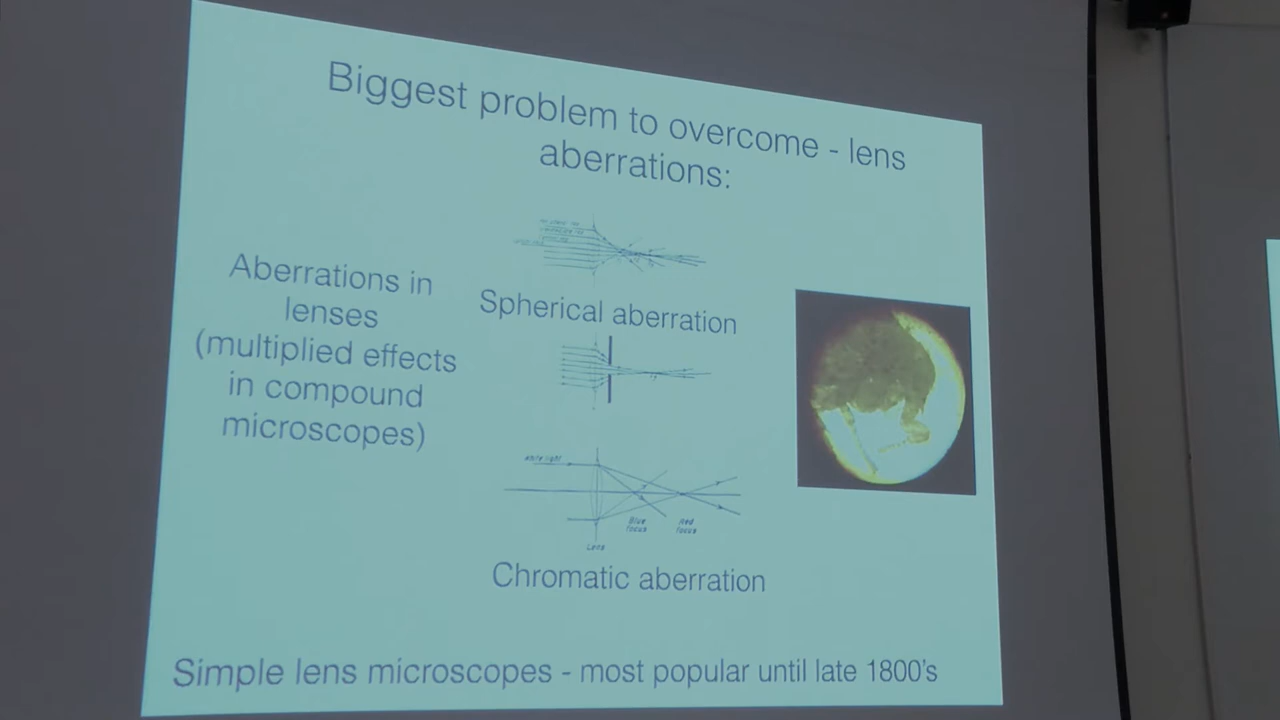 Biggest problem to overcome - lens
aberrations:
Aberrations in
lenses
(multiplied effects
in compound
microscopes)
Spherical aberration
White light
Blue
focus
Red
focus
Lens
Chromatic aberration
Simple lens microscopes - most popular until late 1800's